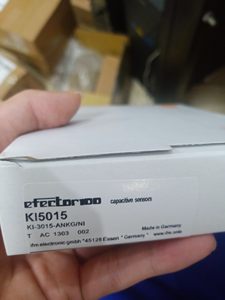 efector100 capacitive sensors
KI5015
KI-3015-ANKG/NI
T AC 1303 002
Made in Germany
ifm electronic gmbh *45128 Essen * Germany * www.ifm.com